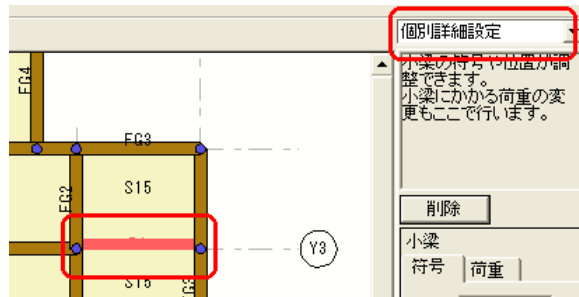 個別詳細設定
小梁の符号や位置が調
整できます。
小梁にかかる荷重の変
更もここで行います。
FG4
FG3
FG2
S15
Y3
削除
小梁
符号
荷重
S15